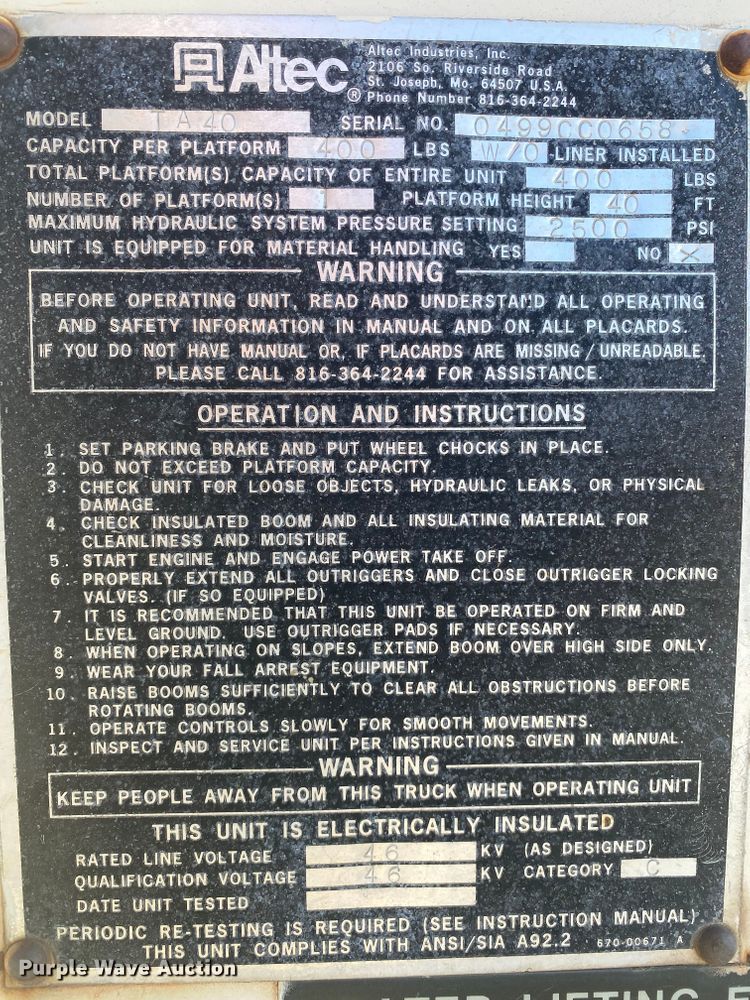 Altec
Altec Industries, Inc.
2106 So. Riverside Road
St. Joseph, Mo. 64507 U.S.A.
® Phone Number 816-364-2244
MODEL TA40 SERIAL NO. 0499CC0658
CAPACITY PER PLATFORM 400 LBS W/O LINER INSTALLED
TOTAL PLATFORM(S) CAPACITY OF ENTIRE UNIT 400 LBS
NUMBER OF PLATFORM(S) 1 PLATFORM HEIGHT 40 FT
MAXIMUM HYDRAULIC SYSTEM PRESSURE SETTING 2500 PSI
UNIT IS EQUIPPED FOR MATERIAL HANDLING YES NO X
WARNING
BEFORE OPERATING UNIT, READ AND UNDERSTAND ALL OPERATING
AND SAFETY INFORMATION IN MANUAL AND ON ALL PLACARDS.
IF YOU DO NOT HAVE MANUAL OR, IF PLACARDS ARE MISSING/UNREADABLE,
PLEASE CALL 816-364-2244 FOR ASSISTANCE.
OPERATION AND INSTRUCTIONS
1. SET PARKING BRAKE AND PUT WHEEL CHOCKS IN PLACE.
2. DO NOT EXCEED PLATFORM CAPACITY.
3. CHECK UNIT FOR LOOSE OBJECTS, HYDRAULIC LEAKS, OR PHYSICAL
DAMAGE.
4. CHECK INSULATED BOOM AND ALL INSULATING MATERIAL FOR
CLEANLINESS AND MOISTURE.
5. START ENGINE AND ENGAGE POWER TAKE OFF.
6. PROPERLY EXTEND ALL OUTRIGGERS AND CLOSE OUTRIGGER LOCKING
VALVES. (IF SO EQUIPPED)
7. IT IS RECOMMENDED THAT THIS UNIT BE OPERATED ON FIRM AND
LEVEL GROUND. USE OUTRIGGER PADS IF NECESSARY.
8. WHEN OPERATING ON SLOPES, EXTEND BOOM OVER HIGH SIDE ONLY.
9. WEAR YOUR FALL ARREST EQUIPMENT.
10. RAISE BOOMS SUFFICIENTLY TO CLEAR ALL OBSTRUCTIONS BEFORE
ROTATING BOOMS.
11. OPERATE CONTROLS SLOWLY FOR SMOOTH MOVEMENTS.
12. INSPECT AND SERVICE UNIT PER INSTRUCTIONS GIVEN IN MANUAL.
WARNING
KEEP PEOPLE AWAY FROM THIS TRUCK WHEN OPERATING UNIT
THIS UNIT IS ELECTRICALLY INSULATED
RATED LINE VOLTAGE 46 KV (AS DESIGNED)
QUALIFICATION VOLTAGE 46 KV CATEGORY C
DATE UNIT TESTED
PERIODIC RE-TESTING IS REQUIRED (SEE INSTRUCTION MANUAL)
THIS UNIT COMPLIES WITH ANSI/SIA A92.2 670-00671 A
Purple Wave Auction